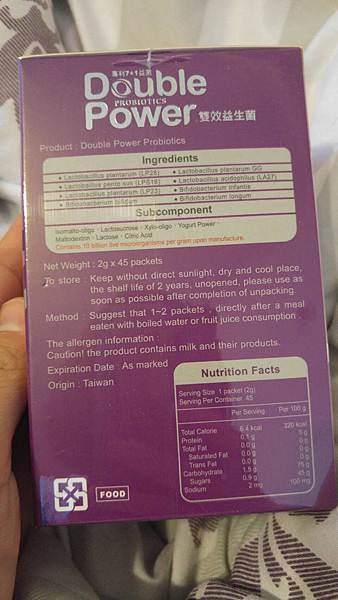 專利7+1益菌
Double
PROBIOTICS
Power 雙效益生菌
Product : Double Power Probiotics
Ingredients
• Lactobacillus plantarum (LP28) • Lactobacillus plantarum GG
• Lactobacillus pento sus (LPS16) • Lactobacillus acidophilus (LA27)
• Lactobacillus plantarum (LP23) • Bifidobacterium infantis
• Bifidobacterium bifidum • Bifidobacterium longum
Subcomponent
Isomalto-oligo、Lactosucrose、Xylo-oligo、Yogurt Power、
Maltodextrin、Lactose、Citric Acid
Contains 10 billion live microorganisms per gram upon manufacture.
Net Weight : 2g x 45 packets
To store : Keep without direct sunlight, dry and cool place,
the shelf life of 2 years, unopened, please use as
soon as possible after completion of unpacking.
Method : Suggest that 1~2 packets , directly after a meal
eaten with boiled water or fruit juice consumption .
The allergen information :
Caution! the product contains milk and their products.
Expiration Date : As marked
Origin : Taiwan
Nutrition Facts
Serving Size 1 packet (2g)
Serving Per Container 45
Per Serving Per 100 g
Total Calorie 6.4 kcal 320 kcal
Protein 0.1 g 5 g
Total Fat 0.0 g 0 g
Saturated Fat 0.0 g 0 g
Trans Fat 0.0 g 0 g
Carbohydrate 1.5 g 75 g
Sugars 0.9 g 45 g
Sodium 2 mg 100 mg
FOOD